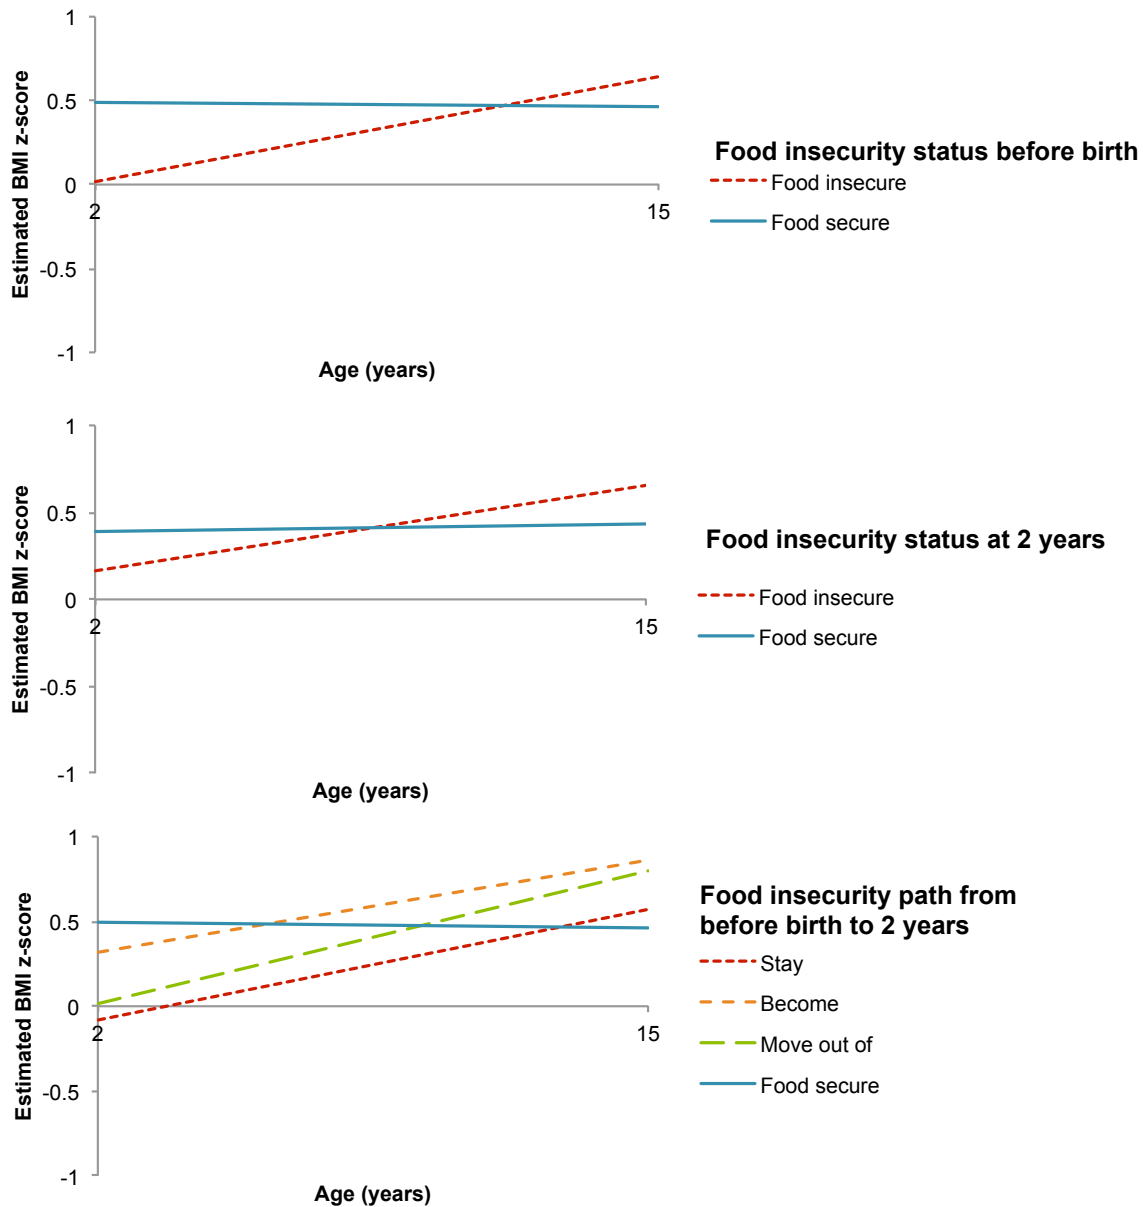 1
0.5
0
-0.5
-1
Estimated BMI z-score
2
15
Age (years)
Food insecurity status before birth
Food insecure
Food secure
1
0.5
0
-0.5
-1
Estimated BMI z-score
2
15
Age (years)
Food insecurity status at 2 years
Food insecure
Food secure
1
0.5
0
-0.5
-1
Estimated BMI z-score
2
15
Age (years)
Food insecurity path from
before birth to 2 years
Stay
Become
Move out of
Food secure